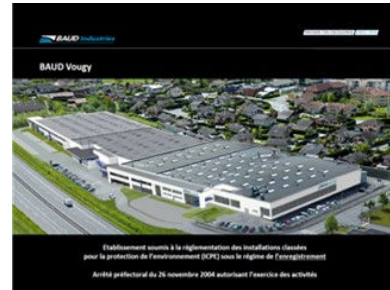 BAUD Industries
BAUD Vougy
Etablissement soumis à la règlementation des installations classées
pour la protection de l'environnement (ICPE) sous le régime de l'enregistrement
Arrêté préfectoral du 26 novembre 2004 autorisant l'exercice des activités